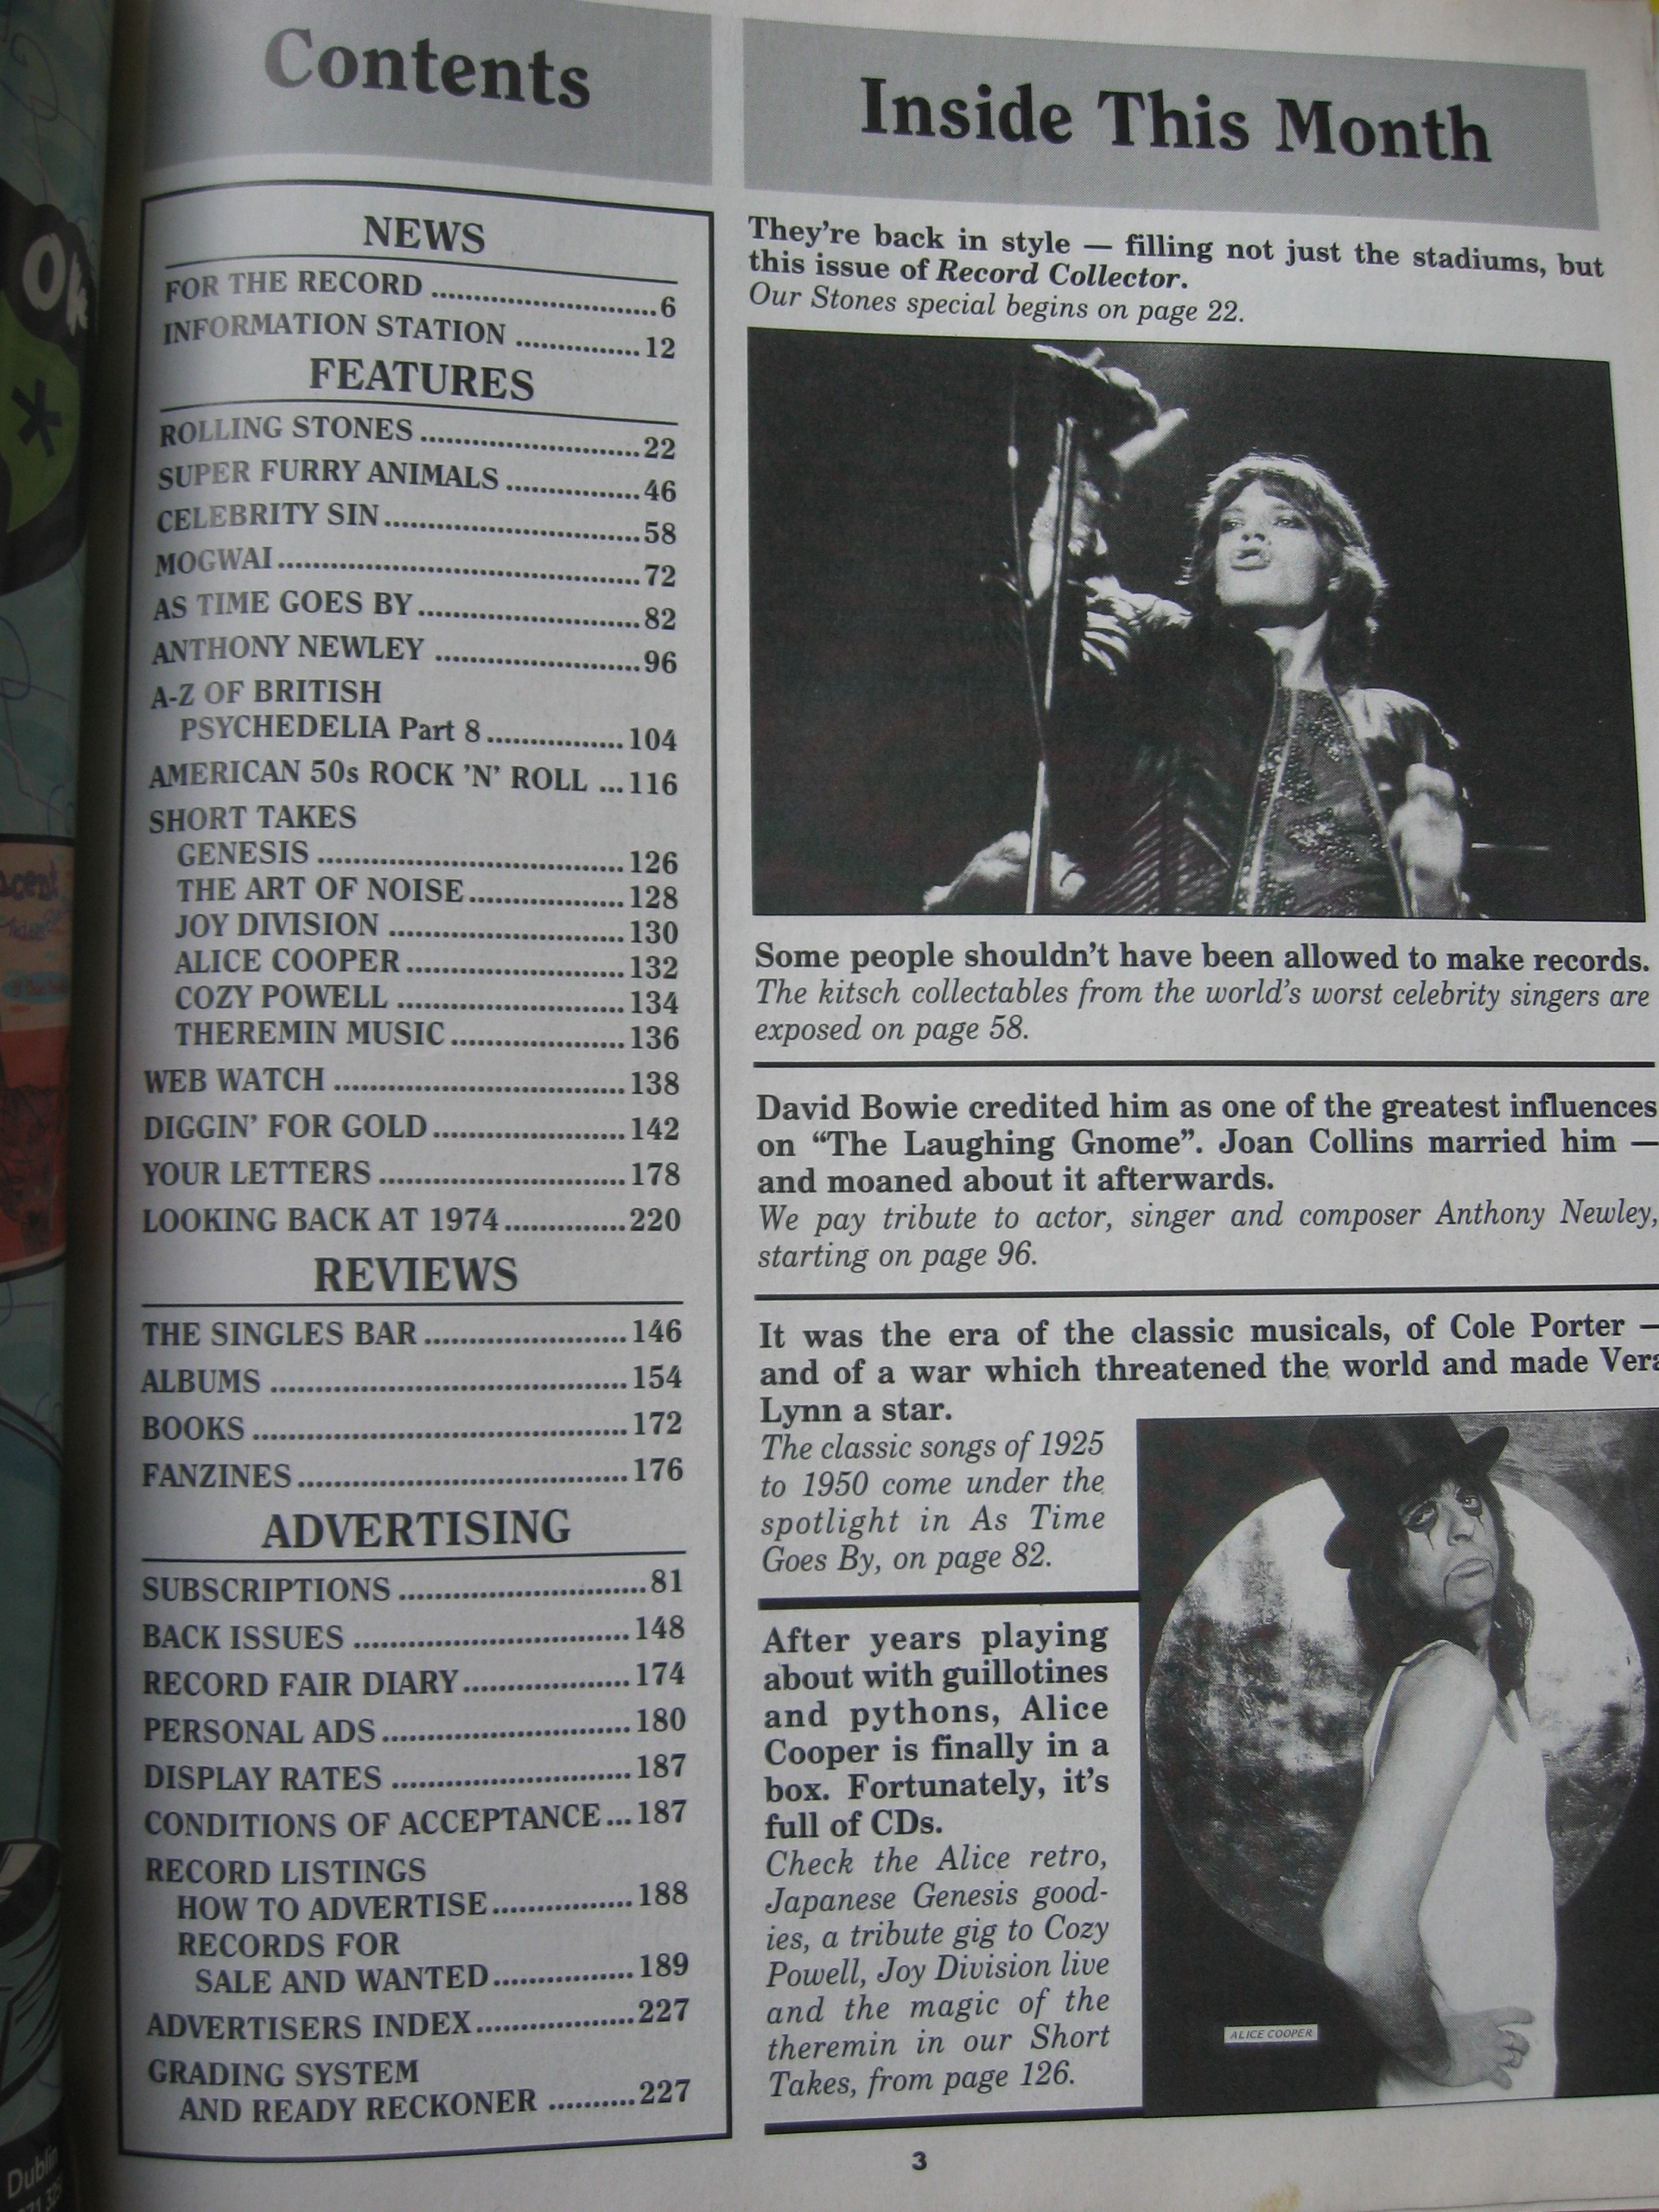 Contents
NEWS
FOR THE RECORD ..............................6
INFORMATION STATION ................12
FEATURES
ROLLING STONES .............................22
SUPER FURRY ANIMALS ..................46
CELEBRITY SIN..................................58
MOGWAI................................................72
AS TIME GOES BY .............................82
ANTHONY NEWLEY ..........................96
A-Z OF BRITISH
PSYCHEDELIA Part 8.................104
AMERICAN 50s ROCK 'N' ROLL ...116
SHORT TAKES
GENESIS ........................................126
THE ART OF NOISE......................128
JOY DIVISION ...............................130
ALICE COOPER.............................132
COZY POWELL ..............................134
THEREMIN MUSIC........................136
WEB WATCH ......................................138
DIGGIN' FOR GOLD..........................142
YOUR LETTERS ................................178
LOOKING BACK AT 1974................220
REVIEWS
THE SINGLES BAR ..........................146
ALBUMS ..............................................154
BOOKS .................................................172
FANZINES ...........................................176
ADVERTISING
SUBSCRIPTIONS ................................81
BACK ISSUES ....................................148
RECORD FAIR DIARY......................174
PERSONAL ADS ................................180
DISPLAY RATES ...............................187
CONDITIONS OF ACCEPTANCE...187
RECORD LISTINGS
HOW TO ADVERTISE..................188
RECORDS FOR
SALE AND WANTED..................189
ADVERTISERS INDEX.....................227
GRADING SYSTEM
AND READY RECKONER ..........227
Inside This Month
They're back in style — filling not just the stadiums, but
this issue of Record Collector.
Our Stones special begins on page 22.
Some people shouldn't have been allowed to make records.
The kitsch collectables from the world's worst celebrity singers are
exposed on page 58.
David Bowie credited him as one of the greatest influences
on “The Laughing Gnome”. Joan Collins married him —
and moaned about it afterwards.
We pay tribute to actor, singer and composer Anthony Newley,
starting on page 96.
It was the era of the classic musicals, of Cole Porter —
and of a war which threatened the world and made Vera
Lynn a star.
The classic songs of 1925
to 1950 come under the
spotlight in As Time
Goes By, on page 82.
After years playing
about with guillotines
and pythons, Alice
Cooper is finally in a
box. Fortunately, it's
full of CDs.
Check the Alice retro,
Japanese Genesis good-
ies, a tribute gig to Cozy
Powell, Joy Division live
and the magic of the
theremin in our Short
Takes, from page 126.
ALICE COOPER
3
Dublin